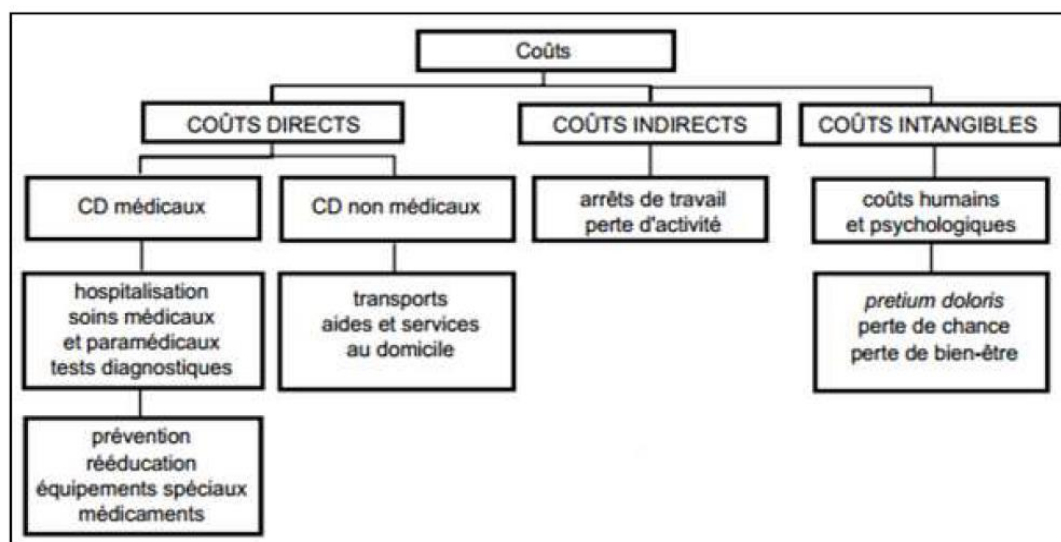 Coûts
COÛTS DIRECTS
COÛTS INDIRECTS
COÛTS INTANGIBLES
CD médicaux
CD non médicaux
arrêts de travail
perte d'activité
coûts humains
et psychologiques
hospitalisation
soins médicaux
et paramédicaux
tests diagnostiques
transports
aides et services
au domicile
pretium doloris
perte de chance
perte de bien-être
prévention
rééducation
équipements spéciaux
médicaments